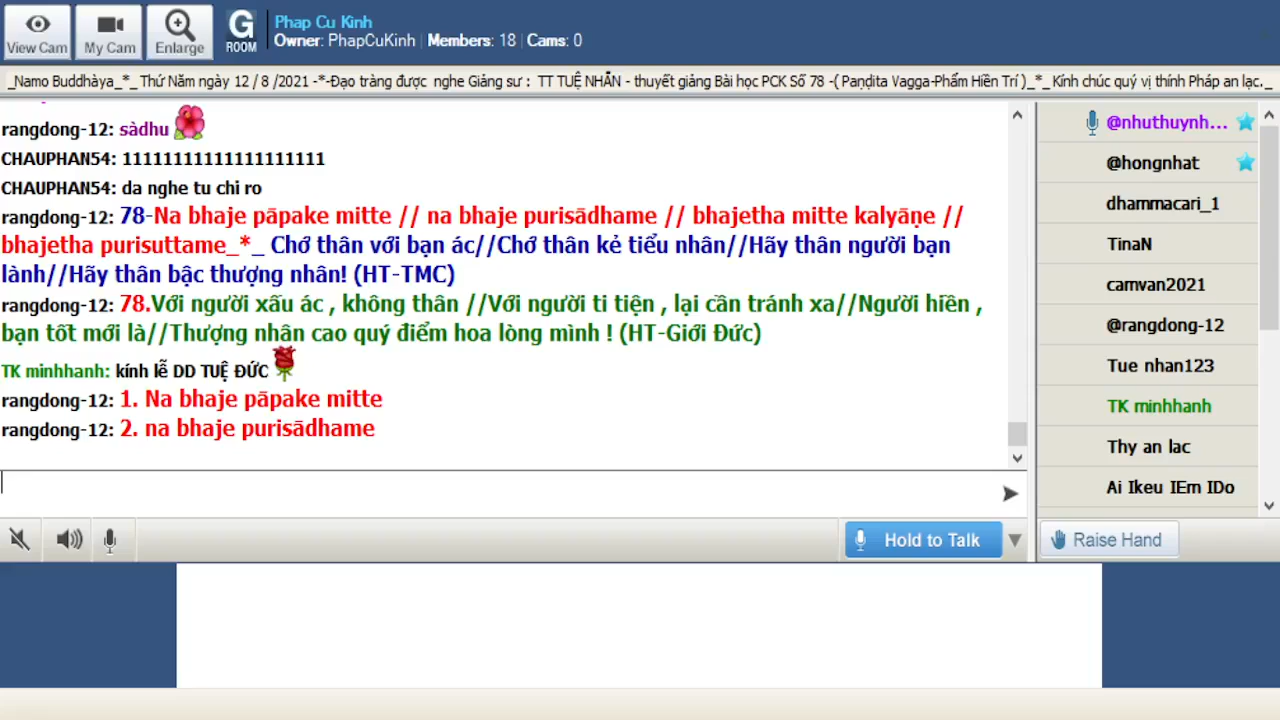 View Cam
My Cam
Enlarge
G
ROOM
Phap Cu Kinh
Owner: PhapCuKinh | Members: 18 | Cams: 0
_Namo Buddhàya_*_ Thứ Năm ngày 12 / 8 /2021 -*-Đạo tràng được nghe Giảng sư : TT TUỆ NHẪN - thuyết giảng Bài học PCK Số 78 -( Paṇḍita Vagga-Phẩm Hiền Trí )_*_ Kính chúc quý vị thính Pháp an lạc._
rangdong-12: sàdhu
CHAUPHAN54: 11111111111111111111
CHAUPHAN54: da nghe tu chi ro
rangdong-12: 78-Na bhaje pāpake mitte // na bhaje purisādhame // bhajetha mitte kalyāṇe //
bhajetha purisuttame_*_ Chớ thân với bạn ác//Chớ thân kẻ tiểu nhân//Hãy thân người bạn
lành//Hãy thân bậc thượng nhân! (HT-TMC)
rangdong-12: 78.Với người xấu ác , không thân //Với người ti tiện , lại cần tránh xa//Người hiền ,
bạn tốt mới là//Thượng nhân cao quý điểm hoa lòng mình ! (HT-Giới Đức)
TK minhhanh: kính lễ DD TUỆ ĐỨC
rangdong-12: 1. Na bhaje pāpake mitte
rangdong-12: 2. na bhaje purisādhame
@nhuthuynh...
@hongnhat
dhammacari_1
TinaN
camvan2021
@rangdong-12
Tue nhan123
TK minhhanh
Thy an lac
Ai Ikeu IEm IDo
Hold to Talk
Raise Hand